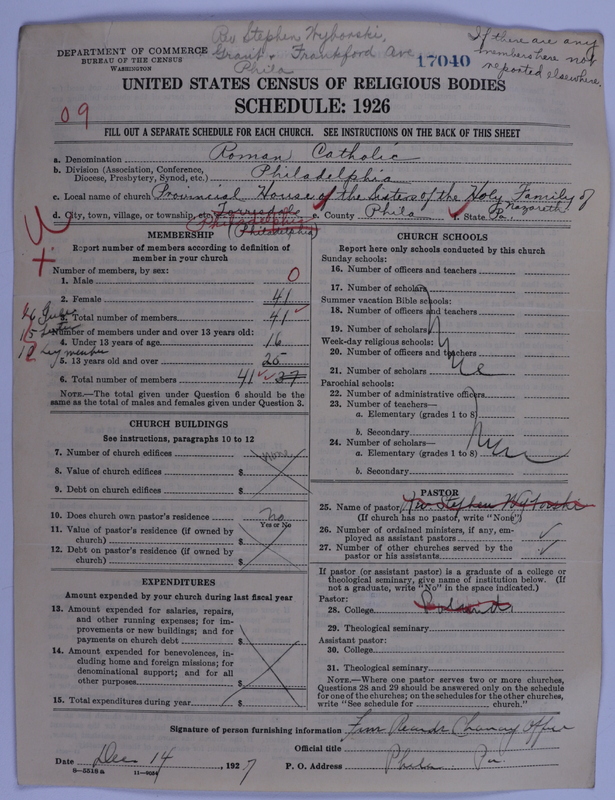 Rev Stephen Wyborski,
Grant & Frankford Ave
Phila
17040
If there are any
members here not
reported elsewhere.
DEPARTMENT OF COMMERCE
BUREAU OF THE CENSUS
WASHINGTON
UNITED STATES CENSUS OF RELIGIOUS BODIES
SCHEDULE: 1926
09
FILL OUT A SEPARATE SCHEDULE FOR EACH CHURCH. SEE INSTRUCTIONS ON THE BACK OF THIS SHEET
a. Denomination Roman Catholic
b. Division (Association, Conference,
Diocese, Presbytery, Synod, etc.) Philadelphia
c. Local name of church Provincial House of the Sisters of the Holy Family of
Nazareth
d. City, town, village, or township, etc. e. County Phila State Pa.
Philadelphia (Philadelphia)
MEMBERSHIP
Report number of members according to definition of
member in your church
Number of members, by sex:
1. Male 0
2. Female 41
3. Total number of members 41
Number of members under and over 13 years old:
4. Under 13 years of age 16
5. 13 years old and over 25
6. Total number of members 41 37
NOTE.—The total given under Question 6 should be
the same as the total of males and females given under Question 3.
CHURCH BUILDINGS
See instructions, paragraphs 10 to 12
7. Number of church edifices none
8. Value of church edifices $
9. Debt on church edifices $
10. Does church own pastor's residence No
Yes or No
11. Value of pastor's residence (if owned by
church) $
12. Debt on pastor's residence (if owned by
church) $
EXPENDITURES
Amount expended by your church during last fiscal year
13. Amount expended for salaries, repairs,
and other running expenses; for im-
provements or new buildings; and for
payments on church debt $
14. Amount expended for benevolences, in-
cluding home and foreign missions; for
denominational support; and for all
other purposes $
15. Total expenditures during year $
CHURCH SCHOOLS
Report here only schools conducted by this church
Sunday schools:
16. Number of officers and teachers
17. Number of scholars
Summer vacation Bible schools:
18. Number of officers and teachers
19. Number of scholars
Week-day religious schools:
20. Number of officers and teachers
21. Number of scholars
Parochial schools:
22. Number of administrative officers
23. Number of teachers—
a. Elementary (grades 1 to 8)
b. Secondary
24. Number of scholars—
a. Elementary (grades 1 to 8)
b. Secondary
PASTOR
25. Name of pastor Rev Stephen Wyborski
(If church has no pastor, write "None")
26. Number of ordained ministers, if any, em-
ployed as assistant pastors
27. Number of other churches served by the
pastor or his assistants
If pastor (or assistant pastor) is a graduate of a college or
theological seminary, give name of institution below. (If
not a graduate, write "No" in the space indicated.)
Pastor:
28. College
29. Theological seminary
Assistant pastor:
30. College
31. Theological seminary
NOTE.—Where one pastor serves two or more churches,
Questions 28 and 29 should be answered only on the schedule
for one of the churches; on the schedules for the other churches,
write "See schedule for church."
Signature of person furnishing information
Official title
Date Dec 14, 1927 P. O. Address Phila Pa.
8—5518a 11—9024